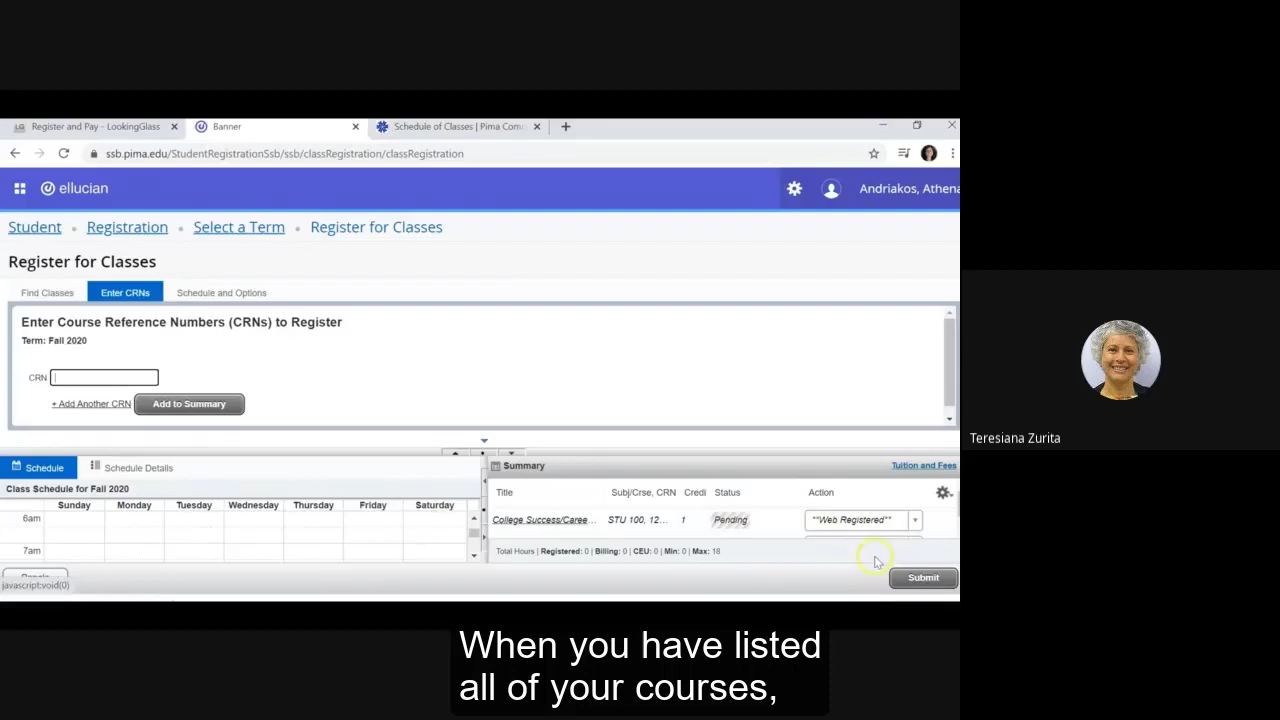 Register and Pay - LookingGlass
Banner
Schedule of Classes | Pima Com
ssb.pima.edu/StudentRegistrationSsb/ssb/classRegistration/classRegistration
ellucian
Andriakos, Athena
Student • Registration • Select a Term • Register for Classes
Register for Classes
Find Classes
Enter CRNs
Schedule and Options
Enter Course Reference Numbers (CRNs) to Register
Term: Fall 2020
CRN
+ Add Another CRN
Add to Summary
Teresiana Zurita
Schedule
Schedule Details
Class Schedule for Fall 2020
Sunday Monday Tuesday Wednesday Thursday Friday Saturday
6am
7am
Summary
Tuition and Fees
Title Subj/Crse, CRN Credi Status Action
College Success/Caree... STU 100, 12... 1 Pending **Web Registered**
Total Hours | Registered: 0 | Billing: 0 | CEU: 0 | Min: 0 | Max: 18
javascript:void(0)
Submit
When you have listed
all of your courses,